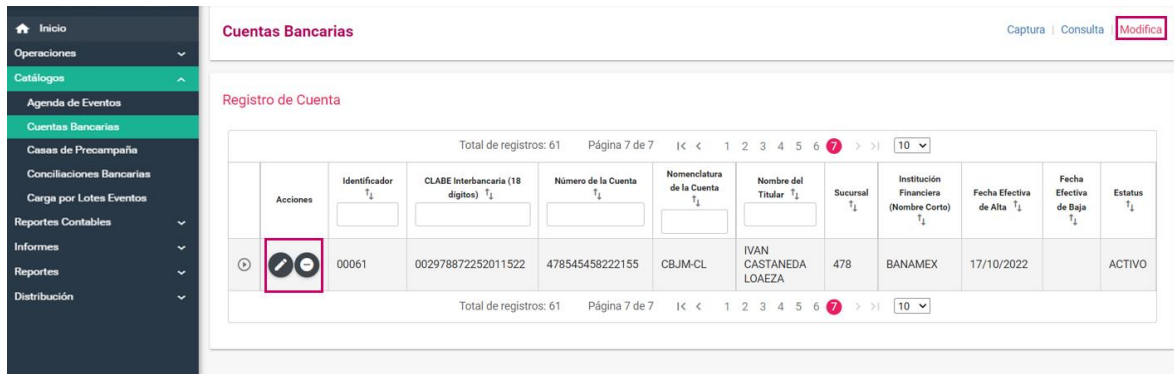 Inicio
Operaciones
Catálogos
Agenda de Eventos
Cuentas Bancarias
Casas de Precampaña
Conciliaciones Bancarias
Carga por Lotes Eventos
Reportes Contables
Informes
Reportes
Distribución
Cuentas Bancarias
Captura | Consulta | Modifica
Registro de Cuenta
Total de registros: 61 Página 7 de 7 1 2 3 4 5 6 7 10
Acciones
Identificador
CLABE Interbancaria (18
dígitos)
Número de la Cuenta
Nomenclatura
de la Cuenta
Nombre del
Titular
Sucursal
Institución
Financiera
(Nombre Corto)
Fecha Efectiva
de Alta
Fecha
Efectiva
de Baja
Estatus
00061
002978872252011522
478545458222155
CBJM-CL
IVAN
CASTANEDA
LOAEZA
478
BANAMEX
17/10/2022
ACTIVO
Total de registros: 61 Página 7 de 7 1 2 3 4 5 6 7 10